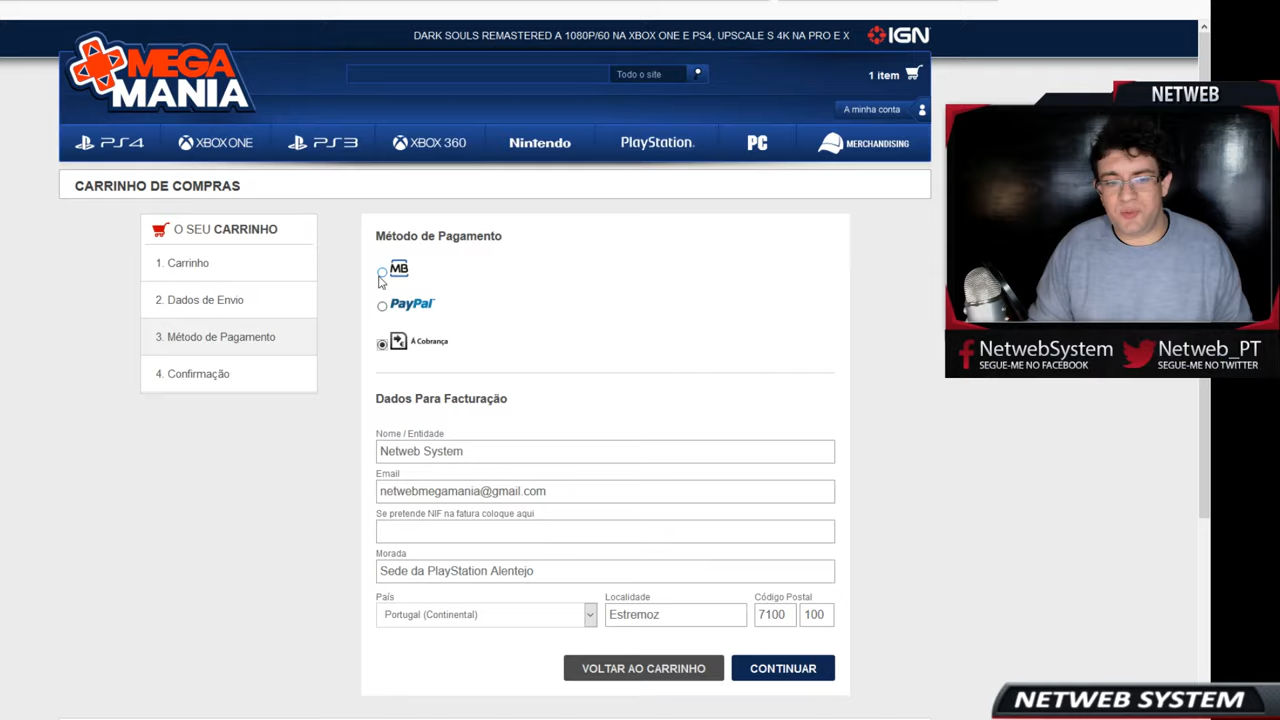 DARK SOULS REMASTERED A 1080P/60 NA XBOX ONE E PS4, UPSCALE S 4K NA PRO E X
IGN
MEGA
MANIA
Todo o site
1 item
A minha conta
PS4
XBOX ONE
PS3
XBOX 360
Nintendo
PlayStation.
PC
MERCHANDISING
NETWEB
CARRINHO DE COMPRAS
O SEU CARRINHO
1. Carrinho
2. Dados de Envio
3. Método de Pagamento
4. Confirmação
Método de Pagamento
MB
PayPal
À Cobrança
Dados Para Facturação
Nome / Entidade
Netweb System
Email
netwebmegamania@gmail.com
Se pretende NIF na fatura coloque aqui
Morada
Sede da PlayStation Alentejo
País
Localidade
Código Postal
Portugal (Continental)
Estremoz
7100
100
VOLTAR AO CARRINHO
CONTINUAR
NetwebSystem
SEGUE-ME NO FACEBOOK
Netweb_PT
SEGUE-ME NO TWITTER
NETWEB SYSTEM